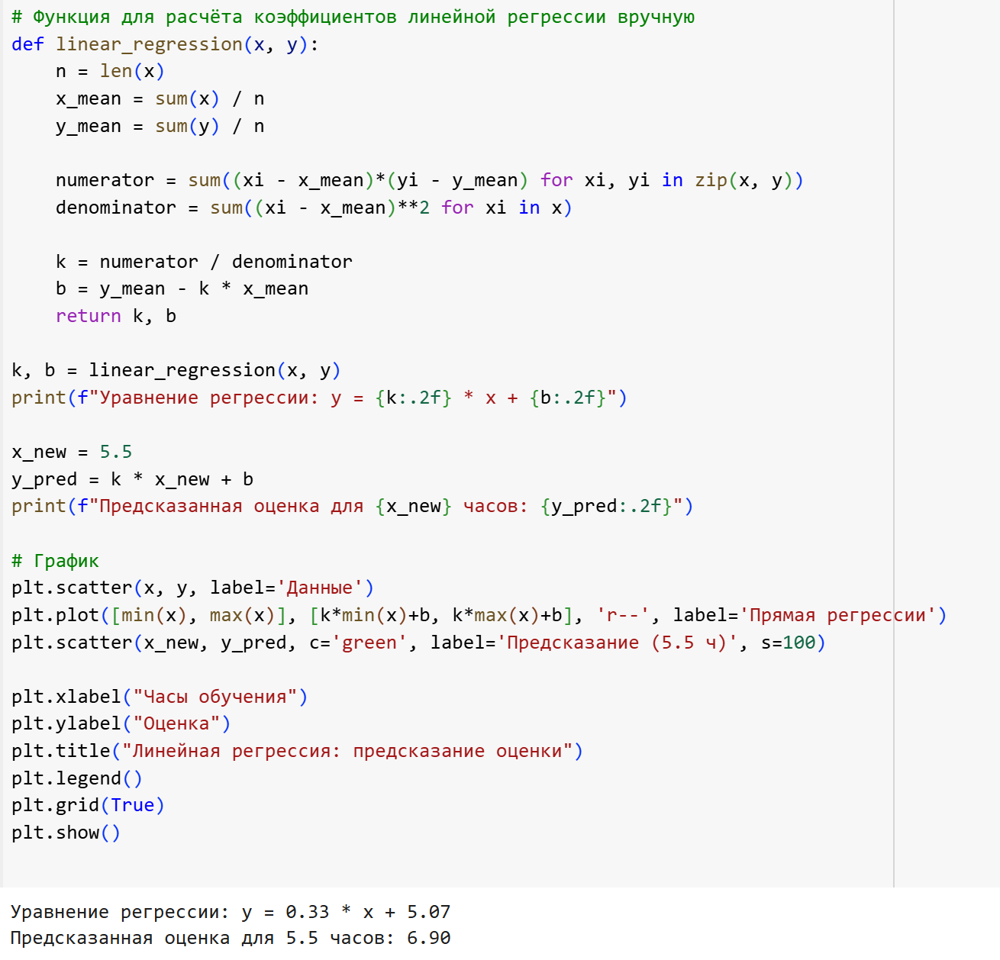 # Функция для расчёта коэффициентов линейной регрессии вручную
def linear_regression(x, y):
    n = len(x)
    x_mean = sum(x) / n
    y_mean = sum(y) / n

    numerator = sum((xi - x_mean)*(yi - y_mean) for xi, yi in zip(x, y))
    denominator = sum((xi - x_mean)**2 for xi in x)

    k = numerator / denominator
    b = y_mean - k * x_mean
    return k, b

k, b = linear_regression(x, y)
print(f"Уравнение регрессии: y = {k:.2f} * x + {b:.2f}")

x_new = 5.5
y_pred = k * x_new + b
print(f"Предсказанная оценка для {x_new} часов: {y_pred:.2f}")

# График
plt.scatter(x, y, label='Данные')
plt.plot([min(x), max(x)], [k*min(x)+b, k*max(x)+b], 'r--', label='Прямая регрессии')
plt.scatter(x_new, y_pred, c='green', label='Предсказание (5.5 ч)', s=100)

plt.xlabel("Часы обучения")
plt.ylabel("Оценка")
plt.title("Линейная регрессия: предсказание оценки")
plt.legend()
plt.grid(True)
plt.show()

Уравнение регрессии: y = 0.33 * x + 5.07
Предсказанная оценка для 5.5 часов: 6.90